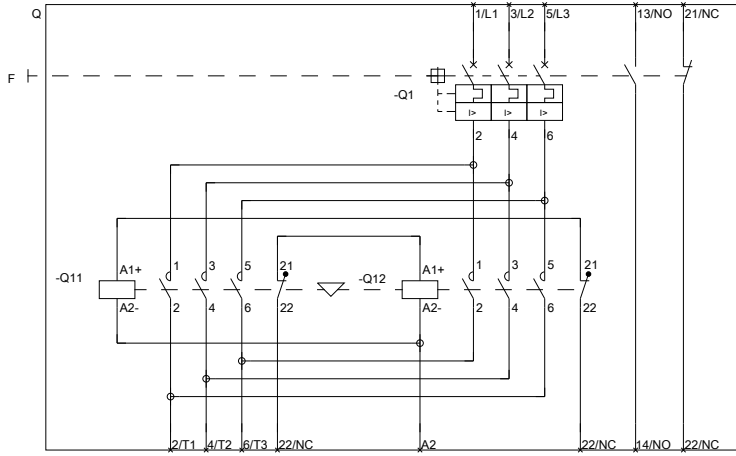 Q 1/L1 3/L2 5/L3 13/NO 21/NC
F
-Q1
I> I> I>
2 4 6
-Q11 A1+ 1 3 5 21 -Q12 A1+ 1 3 5 21
A2- 2 4 6 22 A2- 2 4 6 22
2/T1 4/T2 6/T3 22/NC A2 22/NC 14/NO 22/NC